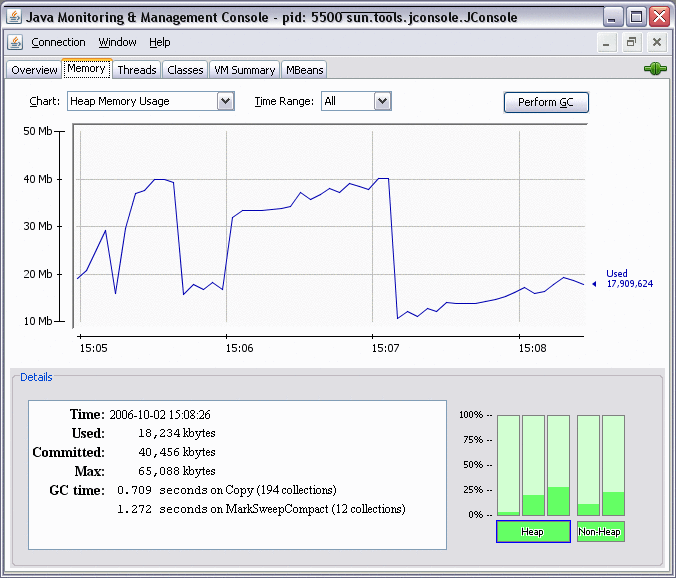 Java Monitoring & Management Console - pid: 5500 sun.tools.jconsole.JConsole
Connection Window Help
Overview Memory Threads Classes VM Summary MBeans
Chart: Heap Memory Usage Time Range: All Perform GC
50 Mb
40 Mb
30 Mb
20 Mb
10 Mb
Used
17,909,624
15:05 15:06 15:07 15:08
Details
Time: 2006-10-02 15:08:26
Used: 18,234 kbytes
Committed: 40,456 kbytes
Max: 65,088 kbytes
GC time: 0.709 seconds on Copy (194 collections)
1.272 seconds on MarkSweepCompact (12 collections)
100% --
75% --
50% --
25% --
0% --
Heap Non-Heap